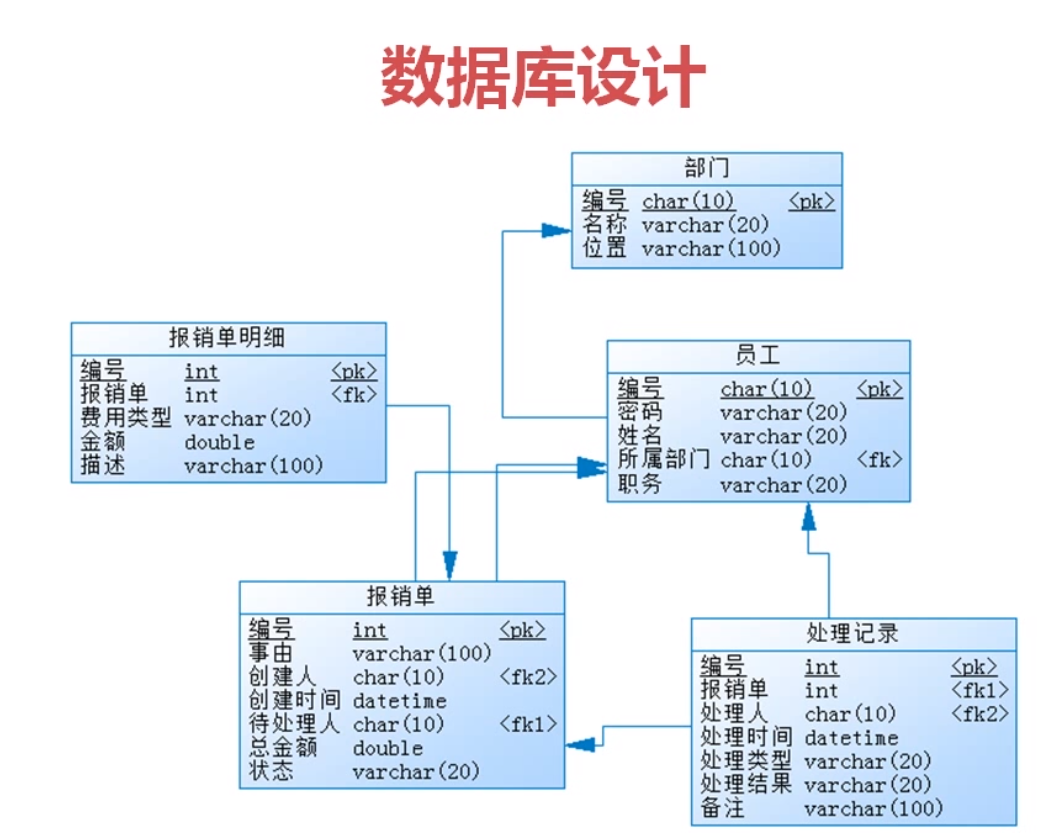 数据库设计
部门
编号 char(10) <pk>
名称 varchar(20)
位置 varchar(100)
报销单明细
编号 int <pk>
报销单 int <fk>
费用类型 varchar(20)
金额 double
描述 varchar(100)
员工
编号 char(10) <pk>
密码 varchar(20)
姓名 varchar(20)
所属部门 char(10) <fk>
职务 varchar(20)
报销单
编号 int <pk>
事由 varchar(100)
创建人 char(10) <fk2>
创建时间 datetime
待处理人 char(10) <fk1>
总金额 double
状态 varchar(20)
处理记录
编号 int <pk>
报销单 int <fk1>
处理人 char(10) <fk2>
处理时间 datetime
处理类型 varchar(20)
处理结果 varchar(20)
备注 varchar(100)